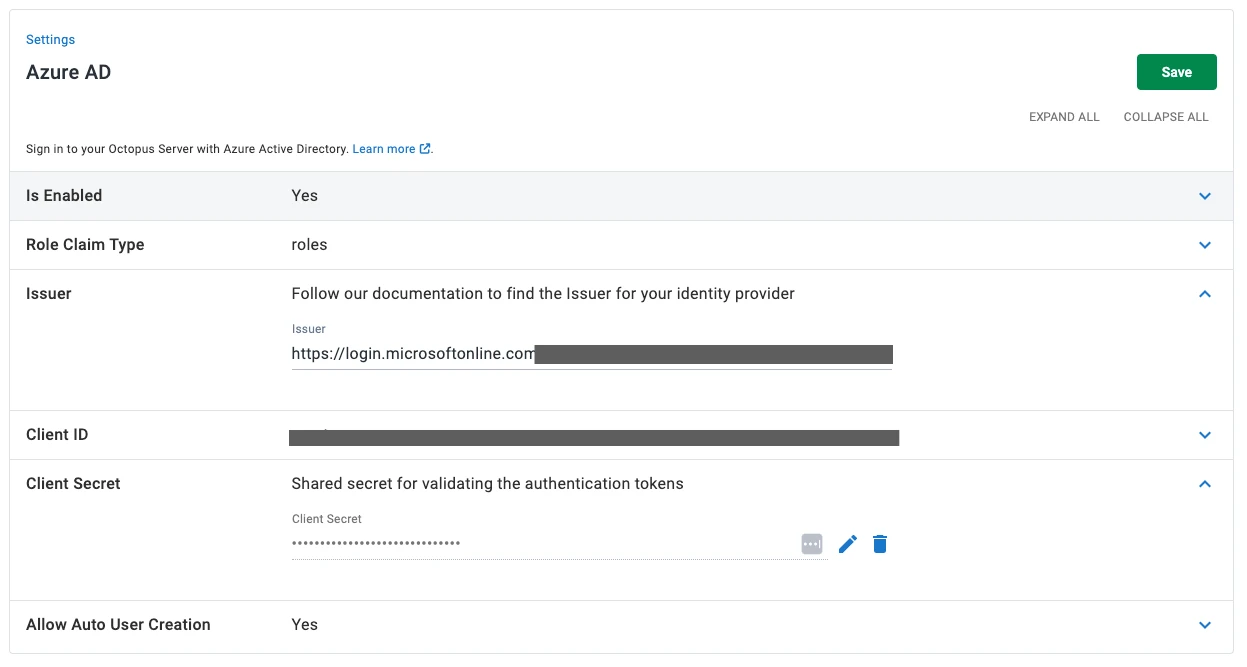 Settings
Azure AD
Save
EXPAND ALL COLLAPSE ALL
Sign in to your Octopus Server with Azure Active Directory. Learn more.
Is Enabled Yes
Role Claim Type roles
Issuer Follow our documentation to find the Issuer for your identity provider
Issuer
https://login.microsoftonline.com
Client ID
Client Secret Shared secret for validating the authentication tokens
Client Secret
••••••••••••••••••••••••••••
Allow Auto User Creation Yes